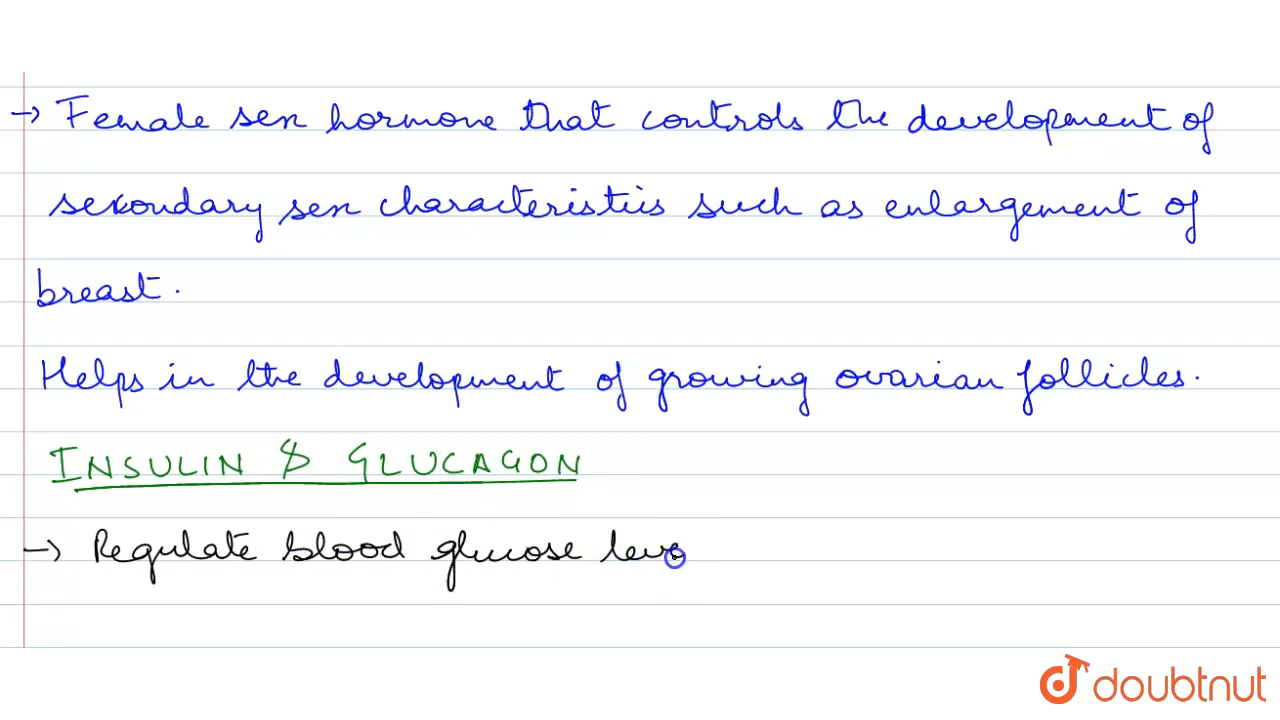 → Female sex hormone that controls the development of
secondary sex characteristics such as enlargement of
breast.
Helps in the development of growing ovarian follicles.
INSULIN & GLUCAGON
→ Regulate blood glucose leve
doubtnut